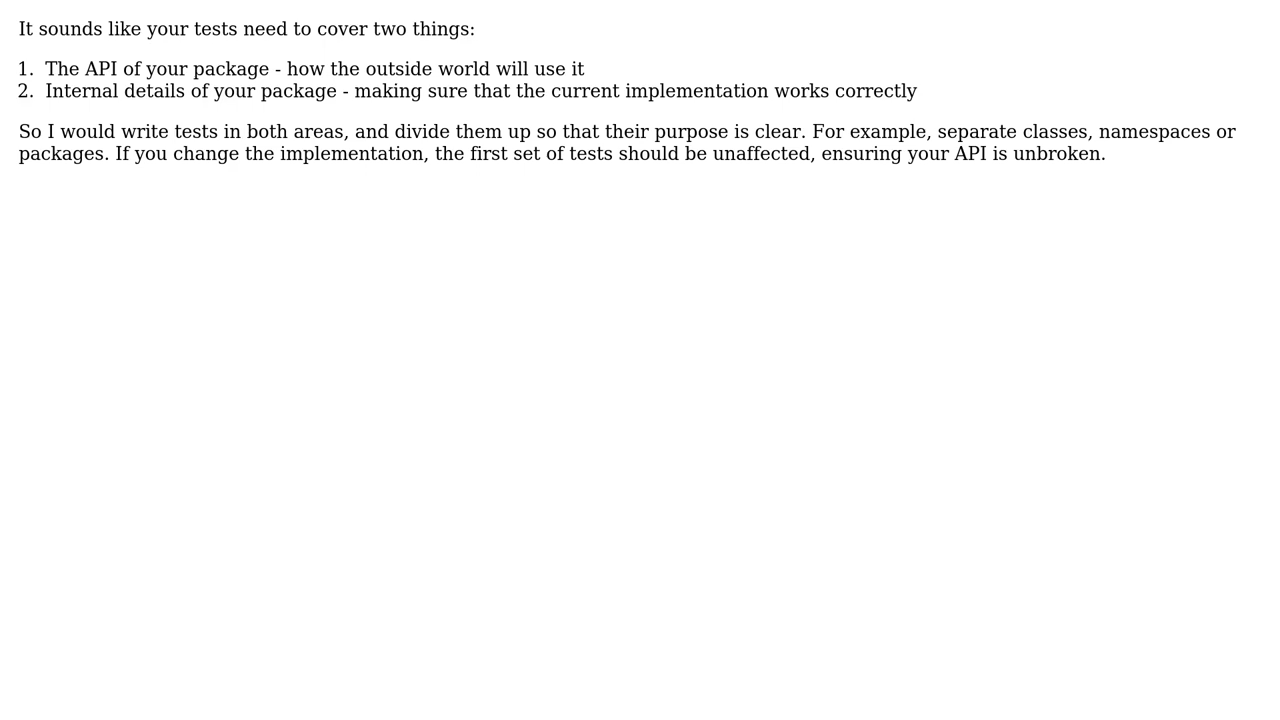 It sounds like your tests need to cover two things:
1. The API of your package - how the outside world will use it
2. Internal details of your package - making sure that the current implementation works correctly
So I would write tests in both areas, and divide them up so that their purpose is clear. For example, separate classes, namespaces or
packages. If you change the implementation, the first set of tests should be unaffected, ensuring your API is unbroken.